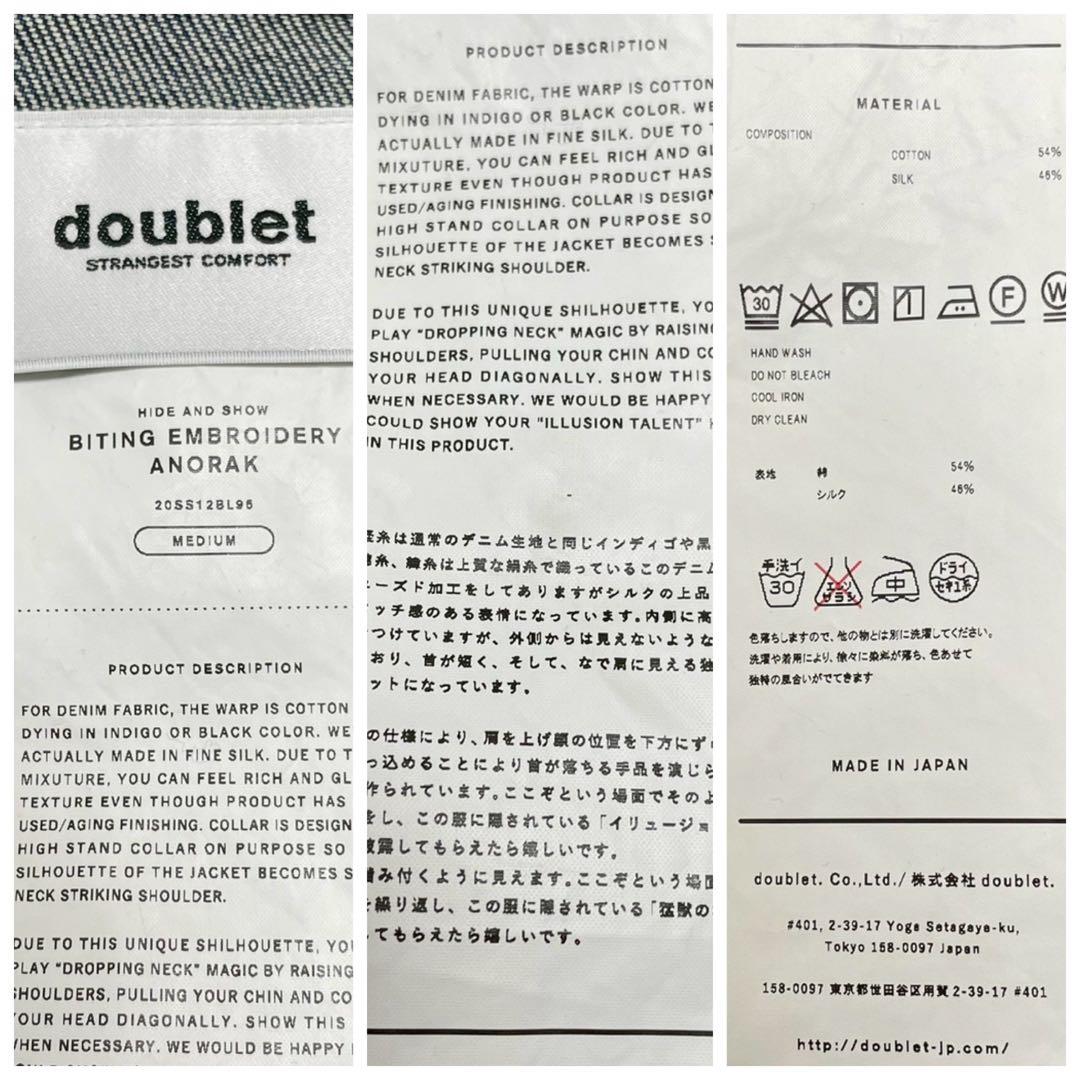 doublet
STRANGEST COMFORT
HIDE AND SHOW
BITING EMBROIDERY
ANORAK
20SS12BL96
MEDIUM
PRODUCT DESCRIPTION
FOR DENIM FABRIC, THE WARP IS COTTON
DYING IN INDIGO OR BLACK COLOR. WE
ACTUALLY MADE IN FINE SILK. DUE TO T
MIXUTURE, YOU CAN FEEL RICH AND GL
TEXTURE EVEN THOUGH PRODUCT HAS
USED/AGING FINISHING. COLLAR IS DESIGN
HIGH STAND COLLAR ON PURPOSE SO
SILHOUETTE OF THE JACKET BECOMES S
NECK STRIKING SHOULDER.
DUE TO THIS UNIQUE SHILHOUETTE, YO
PLAY "DROPPING NECK" MAGIC BY RAISING
SHOULDERS, PULLING YOUR CHIN AND CO
YOUR HEAD DIAGONALLY. SHOW THIS
WHEN NECESSARY. WE WOULD BE HAPPY
PRODUCT DESCRIPTION
FOR DENIM FABRIC, THE WARP IS COTTON
DYING IN INDIGO OR BLACK COLOR. WE
ACTUALLY MADE IN FINE SILK. DUE TO T
MIXUTURE, YOU CAN FEEL RICH AND GL
TEXTURE EVEN THOUGH PRODUCT HAS
USED/AGING FINISHING. COLLAR IS DESIGN
HIGH STAND COLLAR ON PURPOSE SO
SILHOUETTE OF THE JACKET BECOMES S
NECK STRIKING SHOULDER.
DUE TO THIS UNIQUE SHILHOUETTE, YO
PLAY "DROPPING NECK" MAGIC BY RAISING
SHOULDERS, PULLING YOUR CHIN AND CO
YOUR HEAD DIAGONALLY. SHOW THIS
WHEN NECESSARY. WE WOULD BE HAPPY
COULD SHOW YOUR "ILLUSION TALENT"
IN THIS PRODUCT.
-
糸は通常のデニム生地と同じインディゴや黒
糸、緯糸は上質な絹糸で織っているこのデニム
ーズド加工をしてありますがシルクの上品
ッチ感のある表情になっています。内側に高
つけていますが、外側からは見えないような
おり、首が短く、そして、なで肩に見える独
ットになっています。
の仕様により、肩を上げ顔の位置を下方にず
っ込めることにより首が落ちる手品を演じら
作られています。ここぞという場面でそのよ
をし、この服に隠されている「イリュージョ
披露してもらえたら嬉しいです。
噛み付くように見えます。ここぞという場面
繰り返し、この服に隠されている「猛獣の
てもらえたら嬉しいです。
MATERIAL
COMPOSITION
COTTON 54%
SILK 46%
30 1 F W
HAND WASH
DO NOT BLEACH
COOL IRON
DRY CLEAN
表地 綿 54%
シルク 46%
手洗イ 30 エンソ サラシ 中 ドライ セキユ系
色落ちしますので、他の物とは別に洗濯してください。
洗濯や着用により、徐々に染料が落ち、色あせて
独特の風合いがでてきます
MADE IN JAPAN
doublet. Co.,Ltd./株式会社doublet.
#401, 2-39-17 Yoga Setagaya-ku,
Tokyo 158-0097 Japan
158-0097 東京都世田谷区用賀2-39-17 #401
http://doublet-jp.com/